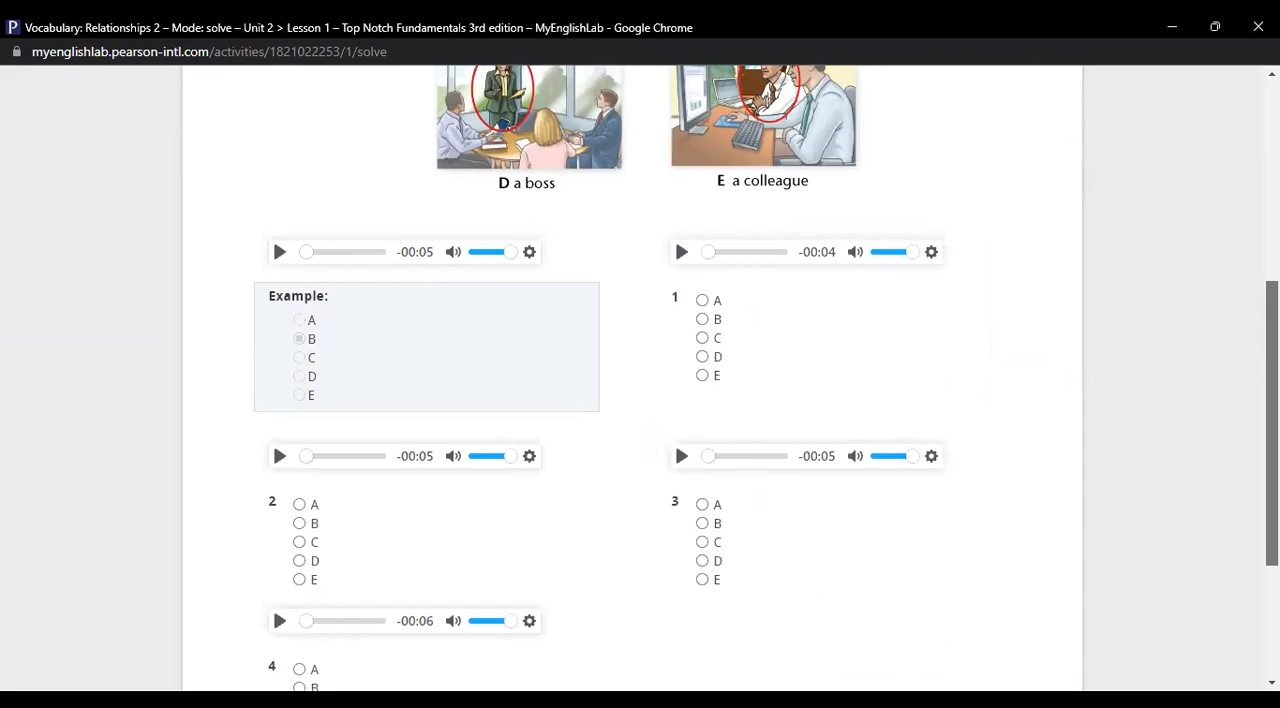 Vocabulary: Relationships 2 – Mode: solve – Unit 2 > Lesson 1 – Top Notch Fundamentals 3rd edition – MyEnglishLab - Google Chrome
myenglishlab.pearson-intl.com/activities/1821022253/1/solve
D a boss
E a colleague
-00:05
-00:04
Example:
A
B
C
D
E
1
A
B
C
D
E
-00:05
-00:05
2
A
B
C
D
E
3
A
B
C
D
E
-00:06
4
A
B